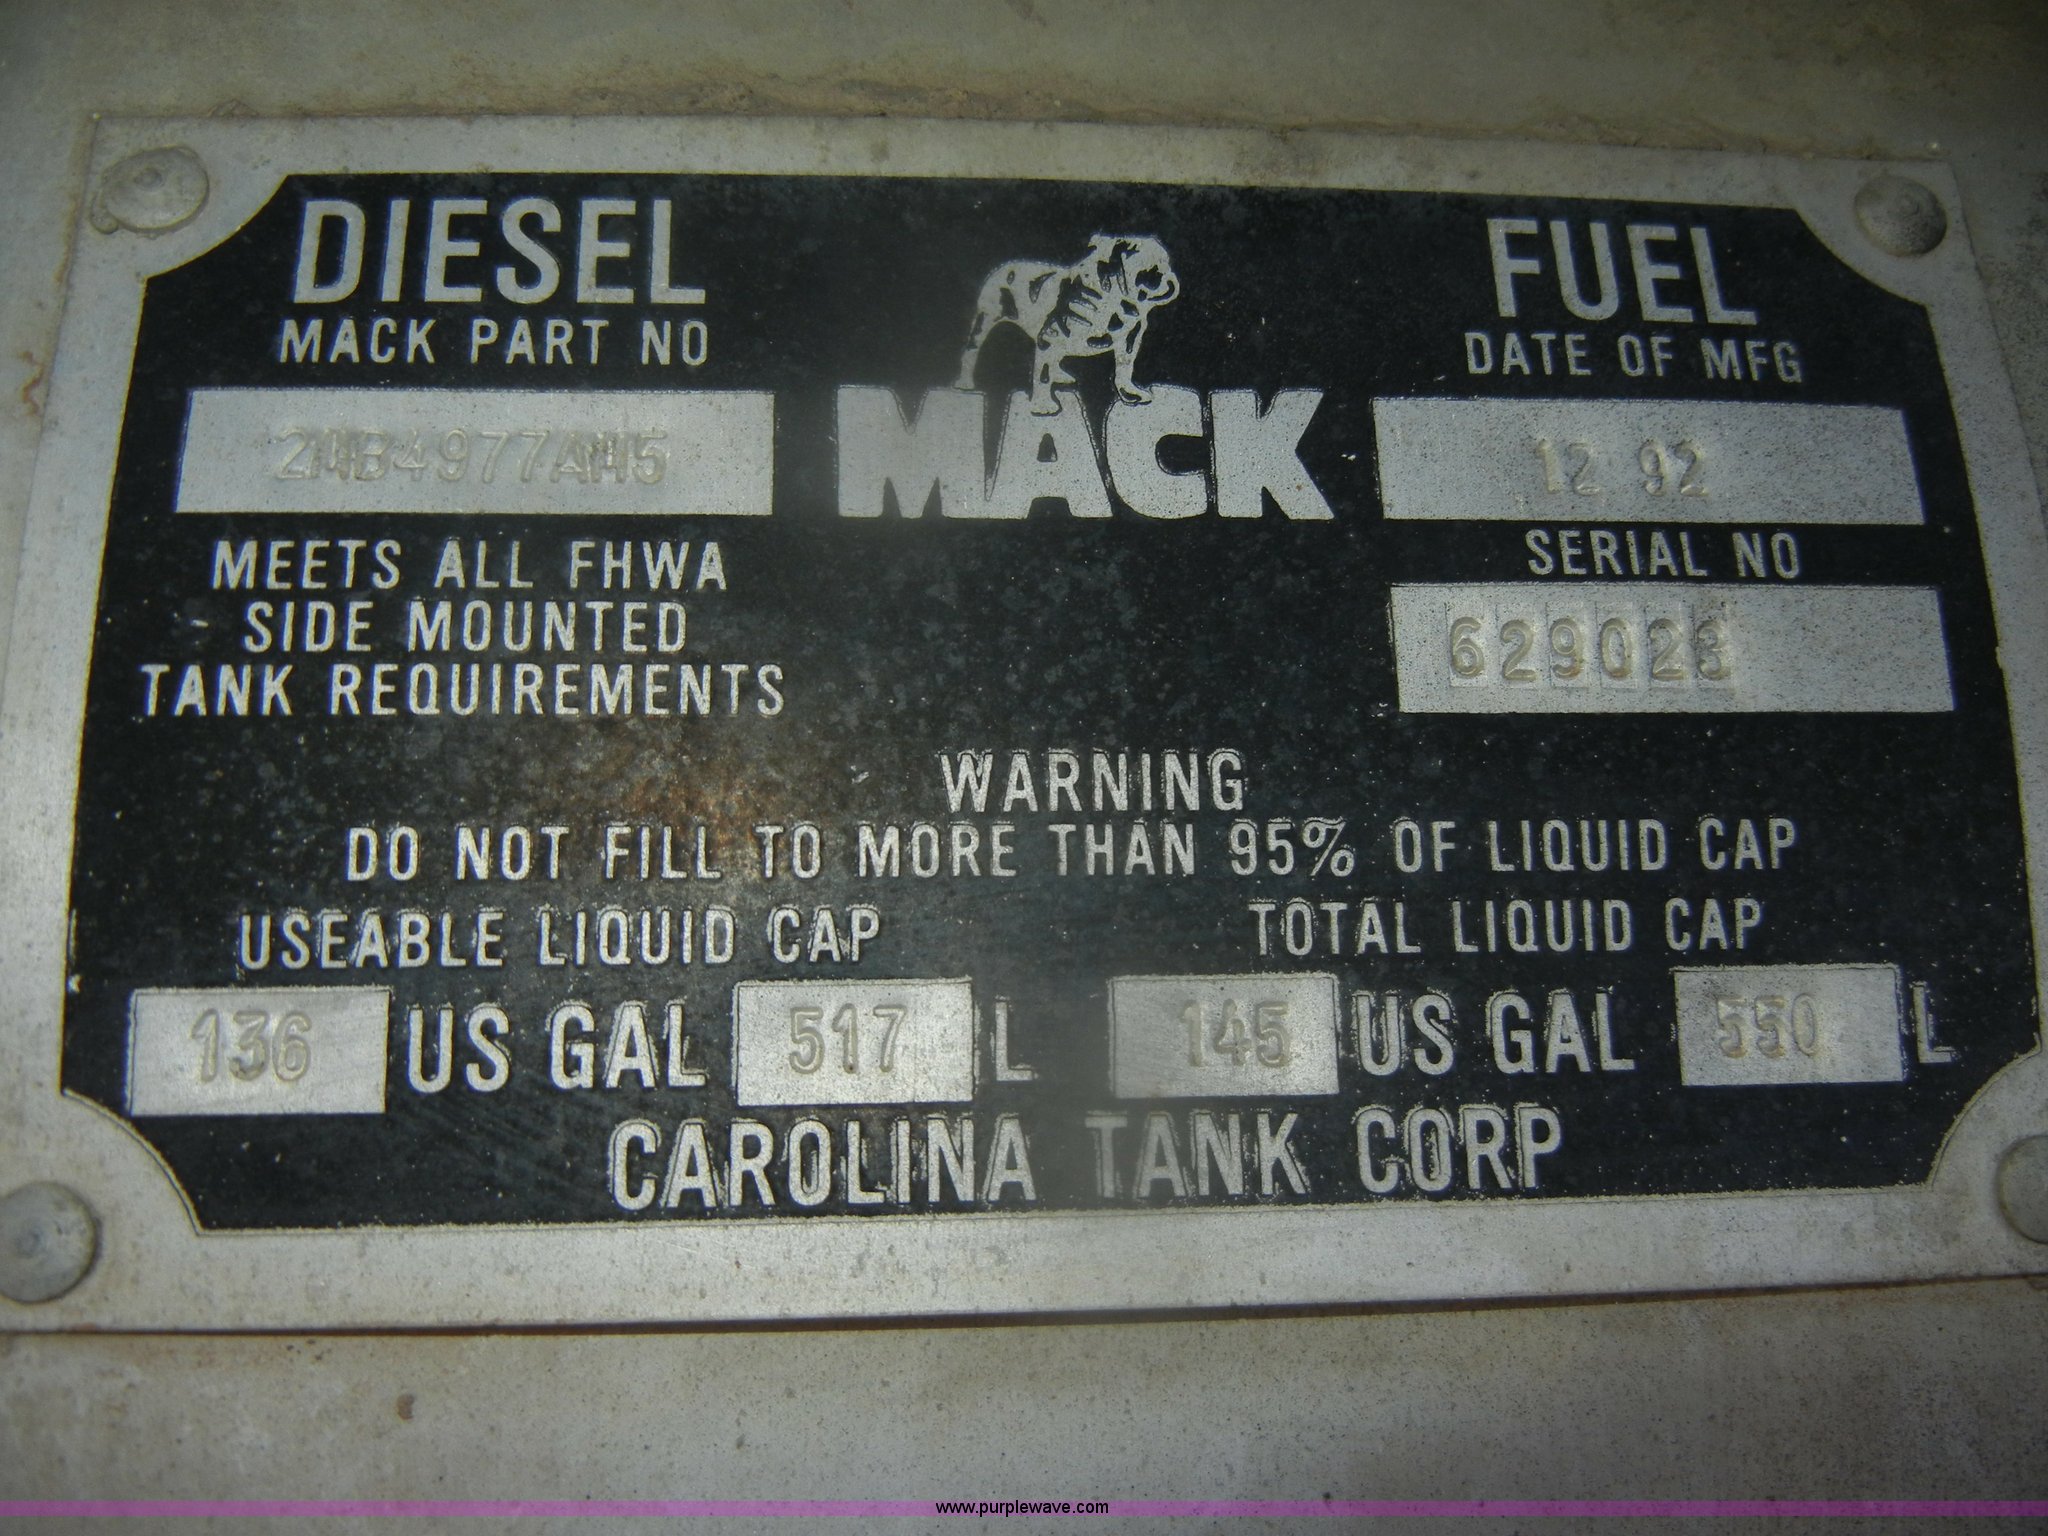 DIESEL FUEL
MACK PART NO DATE OF MFG
MACK
12 92
MEETS ALL FHWA
SERIAL NO
SIDE MOUNTED
629023
TANK REQUIREMENTS
WARNING
DO NOT FILL TO MORE THAN 95% OF LIQUID CAP
USEABLE LIQUID CAP TOTAL LIQUID CAP
136 US GAL 517 L 145 US GAL 550 L
CAROLINA TANK CORP
www.purplewave.com